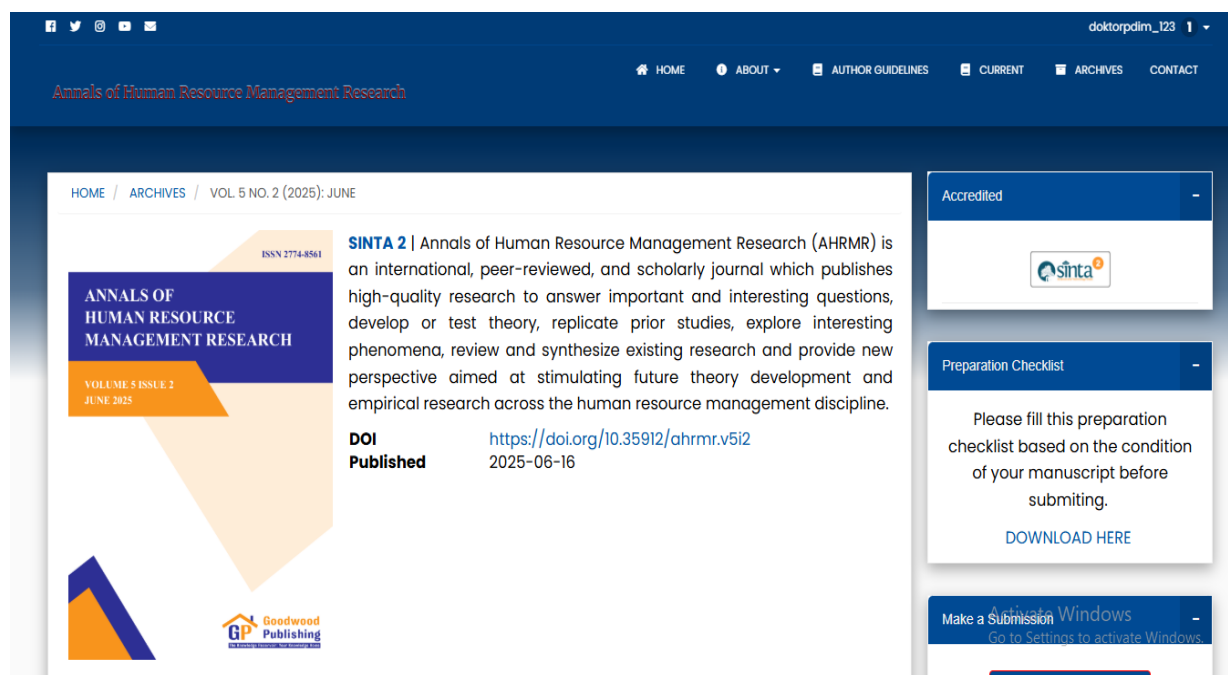 doktorpdim_123 1
HOME
ABOUT
AUTHOR GUIDELINES
CURRENT
ARCHIVES
CONTACT
Annals of Human Resource Management Research
HOME / ARCHIVES / VOL. 5 NO. 2 (2025): JUNE
ISSN 2774-8561
ANNALS OF
HUMAN RESOURCE
MANAGEMENT RESEARCH
VOLUME 5 ISSUE 2
JUNE 2025
GP Goodwood
Publishing
SINTA 2 | Annals of Human Resource Management Research (AHRMR) is
an international, peer-reviewed, and scholarly journal which publishes
high-quality research to answer important and interesting questions,
develop or test theory, replicate prior studies, explore interesting
phenomena, review and synthesize existing research and provide new
perspective aimed at stimulating future theory development and
empirical research across the human resource management discipline.
DOI https://doi.org/10.35912/ahrmr.v5i2
Published 2025-06-16
Accredited -
sinta 2
Preparation Checklist -
Please fill this preparation
checklist based on the condition
of your manuscript before
submiting.
DOWNLOAD HERE
Make a Submission -
Activate Windows
Go to Settings to activate Windows.